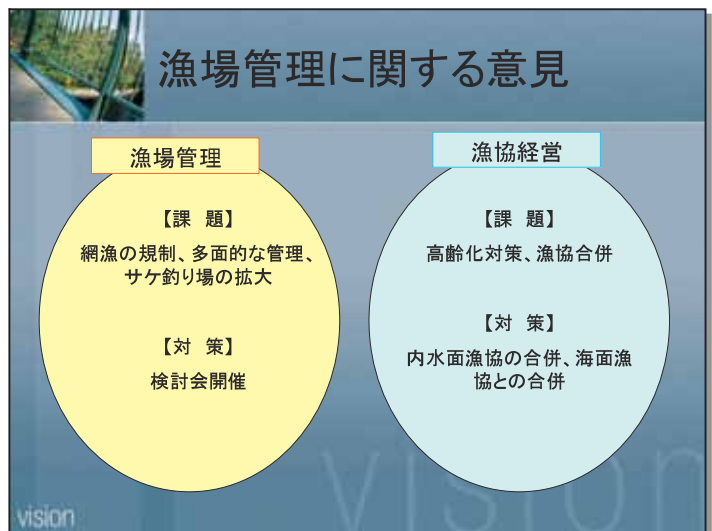 漁場管理に関する意見
漁場管理
【課　題】
網漁の規制、多面的な管理、
サケ釣り場の拡大
【対　策】
検討会開催
漁協経営
【課　題】
高齢化対策、漁協合併
【対　策】
内水面漁協の合併、海面漁
協との合併
vision
vision